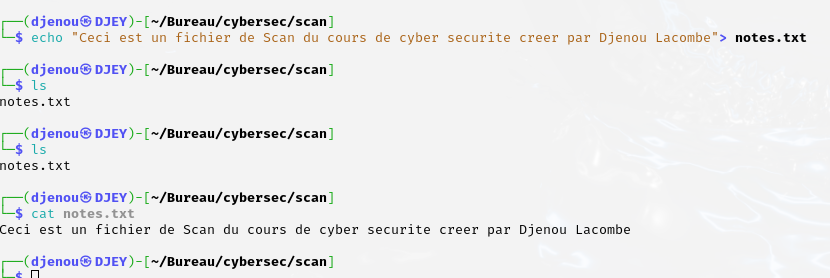 ┌──(djenou㉿DJEY)-[~/Bureau/cybersec/scan]
└─$ echo "Ceci est un fichier de Scan du cours de cyber securite creer par Djenou Lacombe"> notes.txt
┌──(djenou㉿DJEY)-[~/Bureau/cybersec/scan]
└─$ ls
notes.txt
┌──(djenou㉿DJEY)-[~/Bureau/cybersec/scan]
└─$ ls
notes.txt
┌──(djenou㉿DJEY)-[~/Bureau/cybersec/scan]
└─$ cat notes.txt
Ceci est un fichier de Scan du cours de cyber securite creer par Djenou Lacombe
┌──(djenou㉿DJEY)-[~/Bureau/cybersec/scan]
└─$